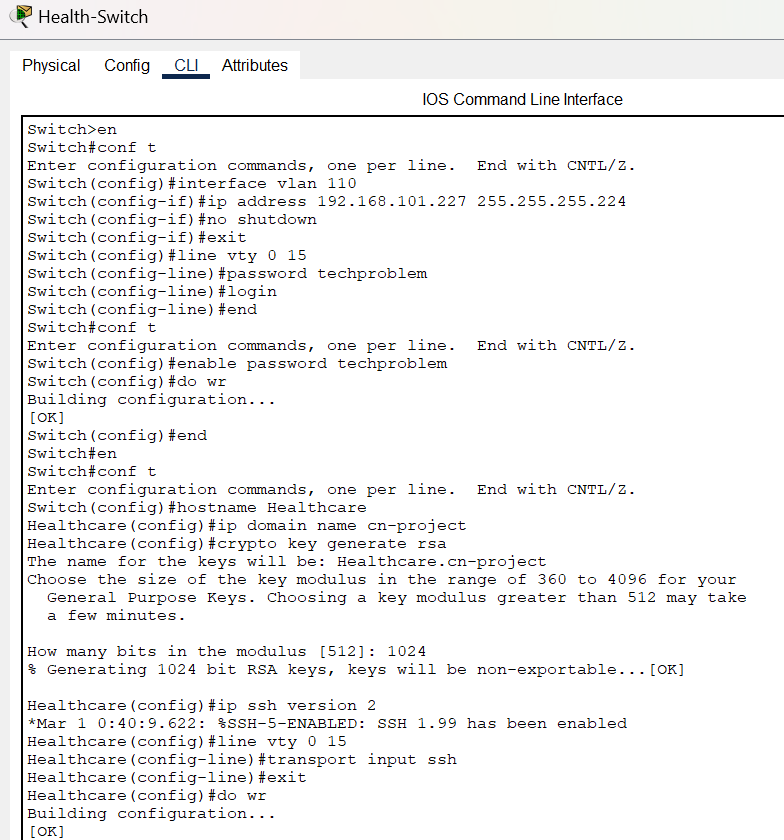 Health-Switch
Physical Config CLI Attributes
IOS Command Line Interface
Switch>en
Switch#conf t
Enter configuration commands, one per line.  End with CNTL/Z.
Switch(config)#interface vlan 110
Switch(config-if)#ip address 192.168.101.227 255.255.255.224
Switch(config-if)#no shutdown
Switch(config-if)#exit
Switch(config)#line vty 0 15
Switch(config-line)#password techproblem
Switch(config-line)#login
Switch(config-line)#end
Switch#conf t
Enter configuration commands, one per line.  End with CNTL/Z.
Switch(config)#enable password techproblem
Switch(config)#do wr
Building configuration...
[OK]
Switch(config)#end
Switch#en
Switch#conf t
Enter configuration commands, one per line.  End with CNTL/Z.
Switch(config)#hostname Healthcare
Healthcare(config)#ip domain name cn-project
Healthcare(config)#crypto key generate rsa
The name for the keys will be: Healthcare.cn-project
Choose the size of the key modulus in the range of 360 to 4096 for your
  General Purpose Keys. Choosing a key modulus greater than 512 may take
  a few minutes.

How many bits in the modulus [512]: 1024
% Generating 1024 bit RSA keys, keys will be non-exportable...[OK]

Healthcare(config)#ip ssh version 2
*Mar 1 0:40:9.622: %SSH-5-ENABLED: SSH 1.99 has been enabled
Healthcare(config)#line vty 0 15
Healthcare(config-line)#transport input ssh
Healthcare(config-line)#exit
Healthcare(config)#do wr
Building configuration...
[OK]